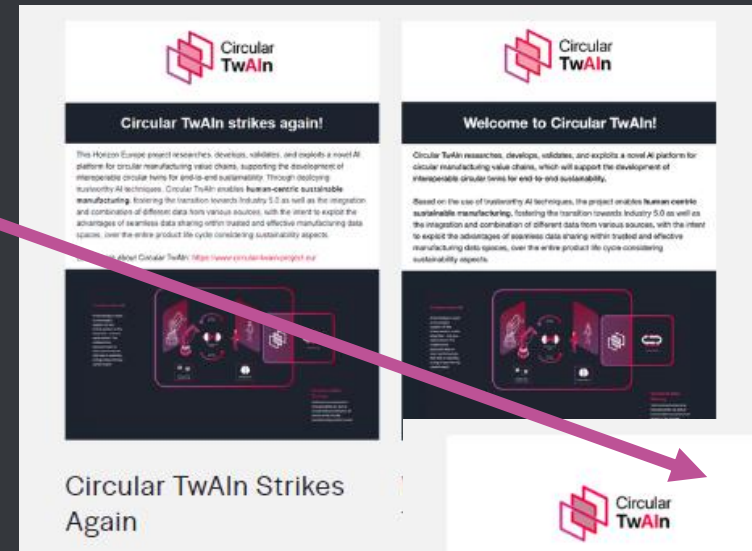 Circular
TwAIn
Circular TwAIn strikes again!
This Horizon Europe project researches, develops, validates, and exploits a novel AI
platform for circular manufacturing value chains, supporting the development of
interoperable circular twins for end-to-end sustainability. Through deploying
trustworthy AI techniques, Circular TwAIn enables human-centric sustainable
manufacturing, fostering the transition towards Industry 5.0 as well as the integration
and combination of different data from various sources, with the intent to exploit the
advantages of seamless data sharing within trusted and effective manufacturing data
spaces, over the entire product life cycle considering sustainability aspects.
about Circular TwAIn: https://www.circular-twain-project.eu/
Circular TwAIn Strikes
Again
Circular
TwAIn
Welcome to Circular TwAIn!
Circular TwAIn researches, develops, validates, and exploits a novel AI platform for
circular manufacturing value chains, which will support the development of
interoperable circular twins for end-to-end sustainability.
Based on the use of trustworthy AI techniques, the project enables human centric
sustainable manufacturing, fostering the transition towards Industry 5.0 as well as
the integration and combination of different data from various sources, with the intent
to exploit the advantages of seamless data sharing within trusted and effective
manufacturing data spaces, over the entire product life cycle considering
sustainability aspects.
Circular
TwAIn